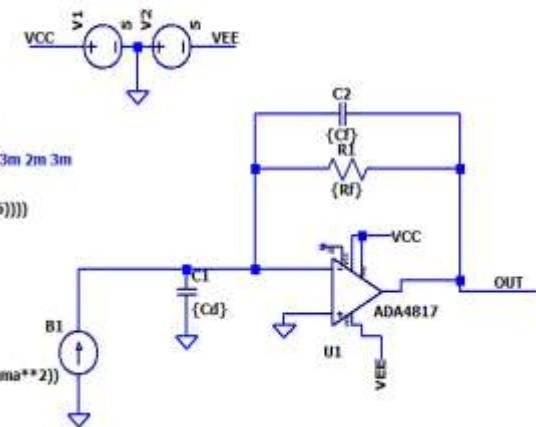 V1
5
V2
5
VCC
VEE
C2
{Cf}
3m 2m 3m
R1
{Rf}
))))
VCC
C1
{Cd}
OUT
ADA4817
B1
U1
VEE
ma**2))